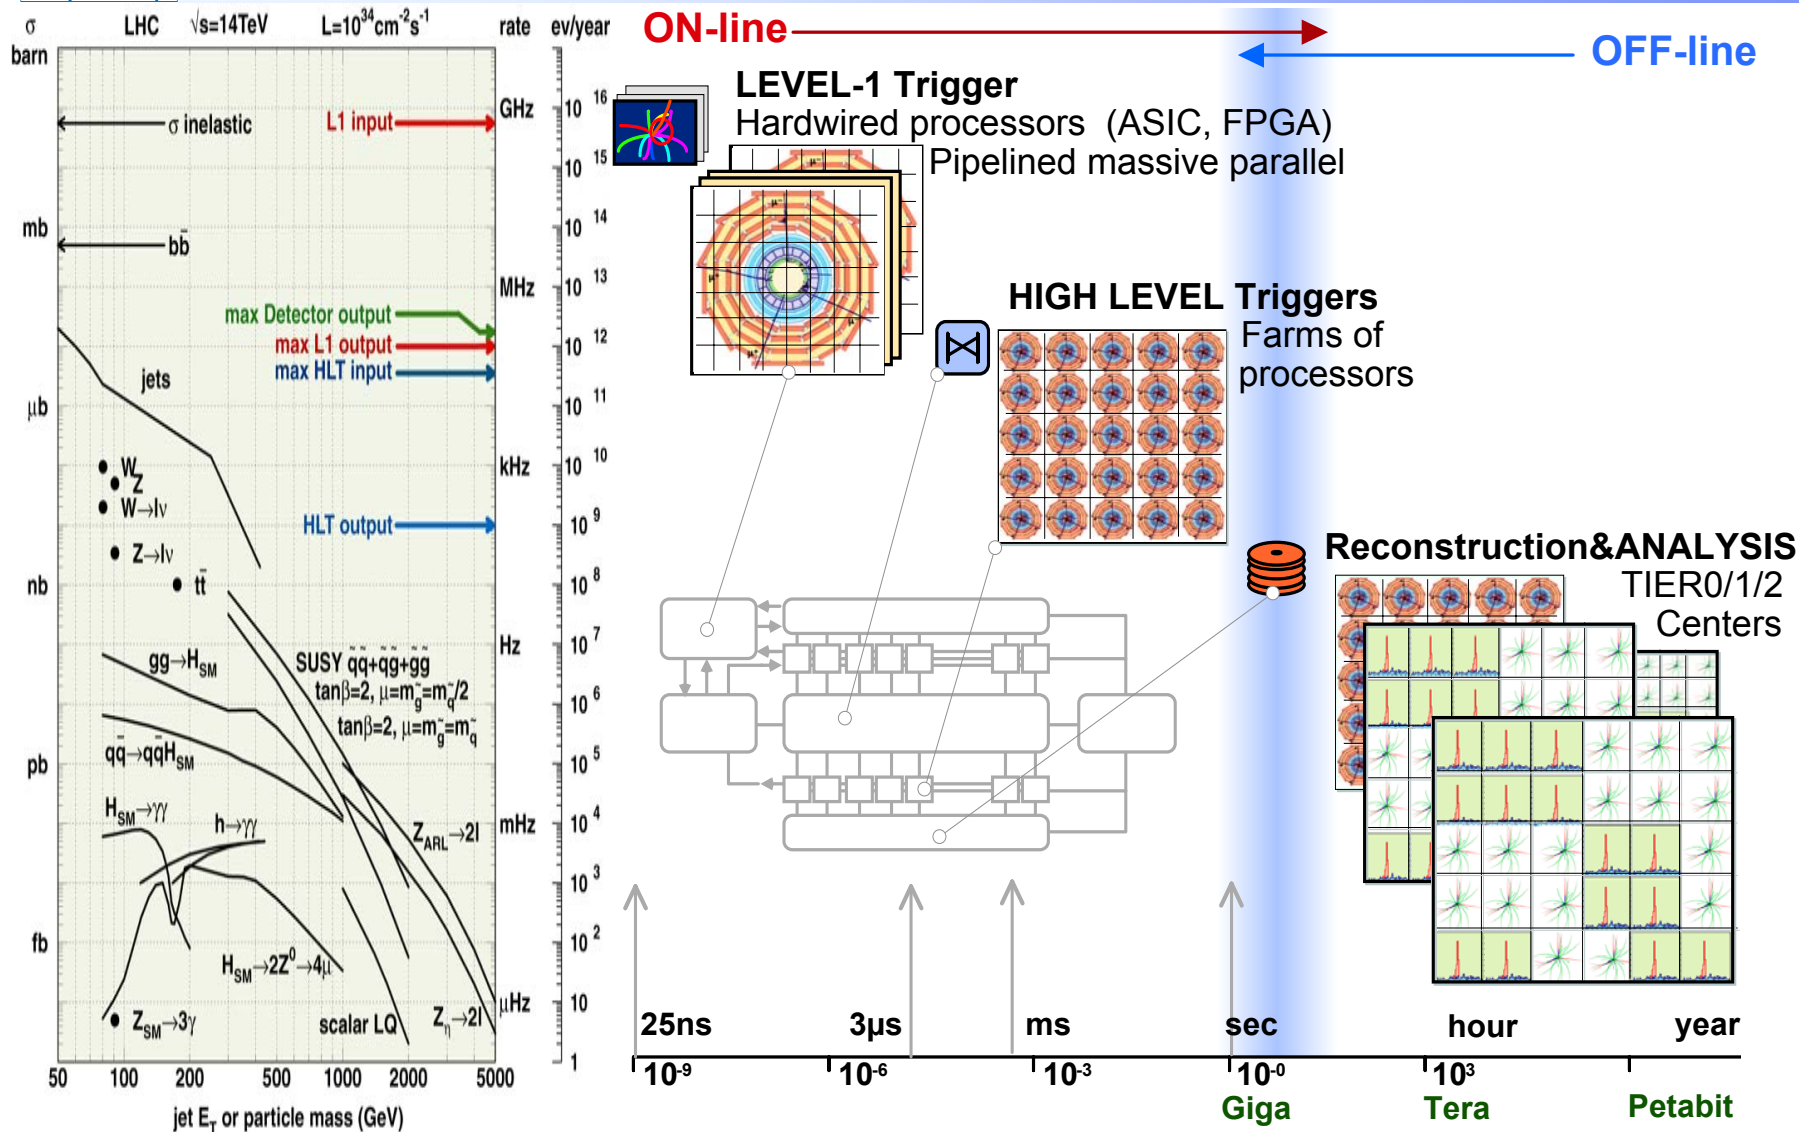 σ LHC √s=14TeV L=10³⁴cm⁻²s⁻¹ rate ev/year
barn
mb
μb
nb
pb
fb
GHz
MHz
kHz
Hz
mHz
μHz
10¹⁶
10¹⁵
10¹⁴
10¹³
10¹²
10¹¹
10¹⁰
10⁹
10⁸
10⁷
10⁶
10⁵
10⁴
10³
10²
10
1
σ inelastic
L1 input
bb̄
max Detector output
max L1 output
max HLT input
jets
W
Z
W→lν
HLT output
Z→lν
tt̄
gg→H_SM
SUSY q̃q̃+q̃g̃+g̃g̃
tanβ=2, μ=m_g̃=m_q̃/2
tanβ=2, μ=m_g̃=m_q̃
qq̄→qq̄H_SM
H_SM→γγ
h→γγ
Z_ARL→2l
H_SM→2Z⁰→4μ
Z_SM→3γ
scalar LQ
Z_η→2l
50 100 200 500 1000 2000 5000
jet E_T or particle mass (GeV)
ON-line
OFF-line
LEVEL-1 Trigger
Hardwired processors (ASIC, FPGA)
Pipelined massive parallel
μ⁻
μ⁺
μ⁻
μ⁺
μ⁻
HIGH LEVEL Triggers
Farms of
processors
Reconstruction&ANALYSIS
TIER0/1/2
Centers
25ns 3μs ms sec hour year
10⁻⁹ 10⁻⁶ 10⁻³ 10⁻⁰ 10³
Giga Tera Petabit